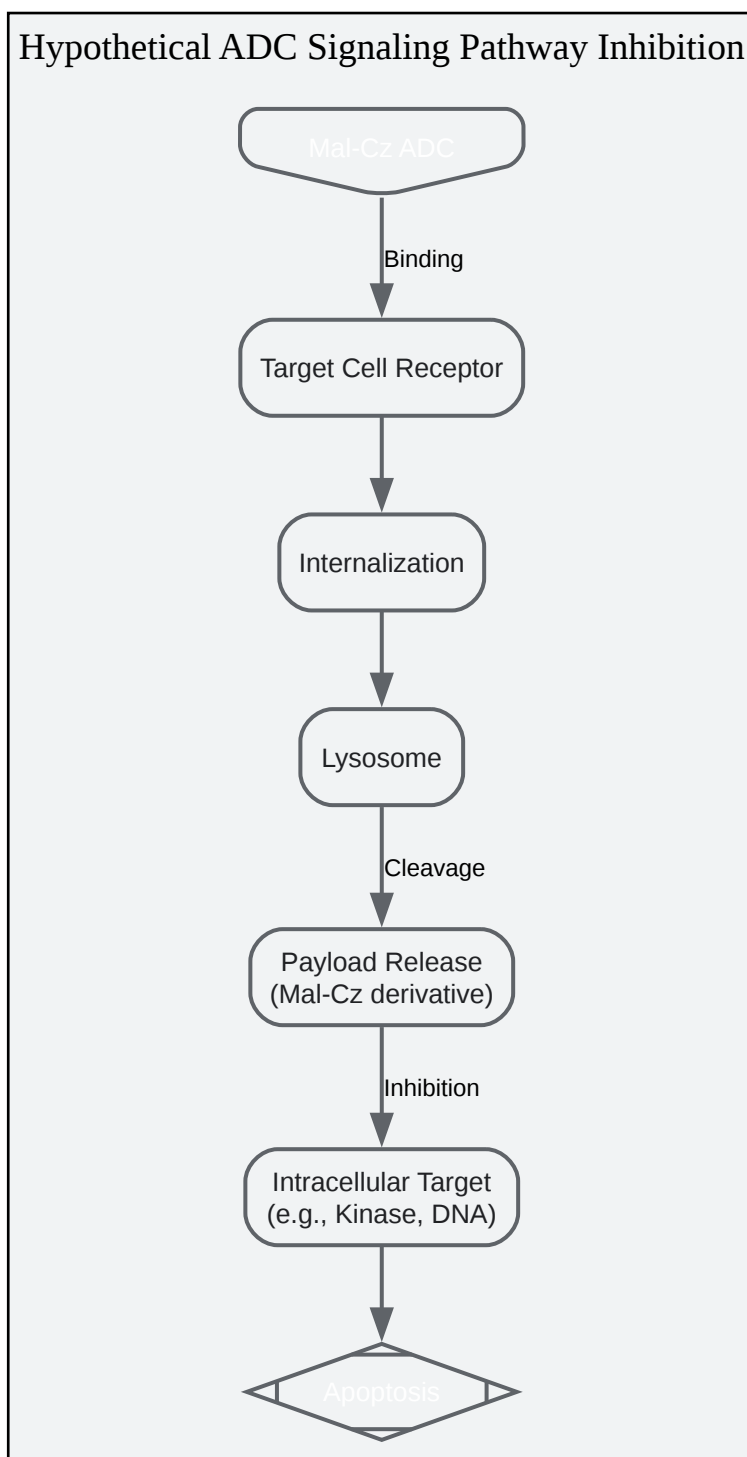 Hypothetical ADC Signaling Pathway Inhibition
Mal-Cz ADC
Binding
Target Cell Receptor
Internalization
Lysosome
Cleavage
Payload Release
(Mal-Cz derivative)
Inhibition
Intracellular Target
(e.g., Kinase, DNA)
Apoptosis